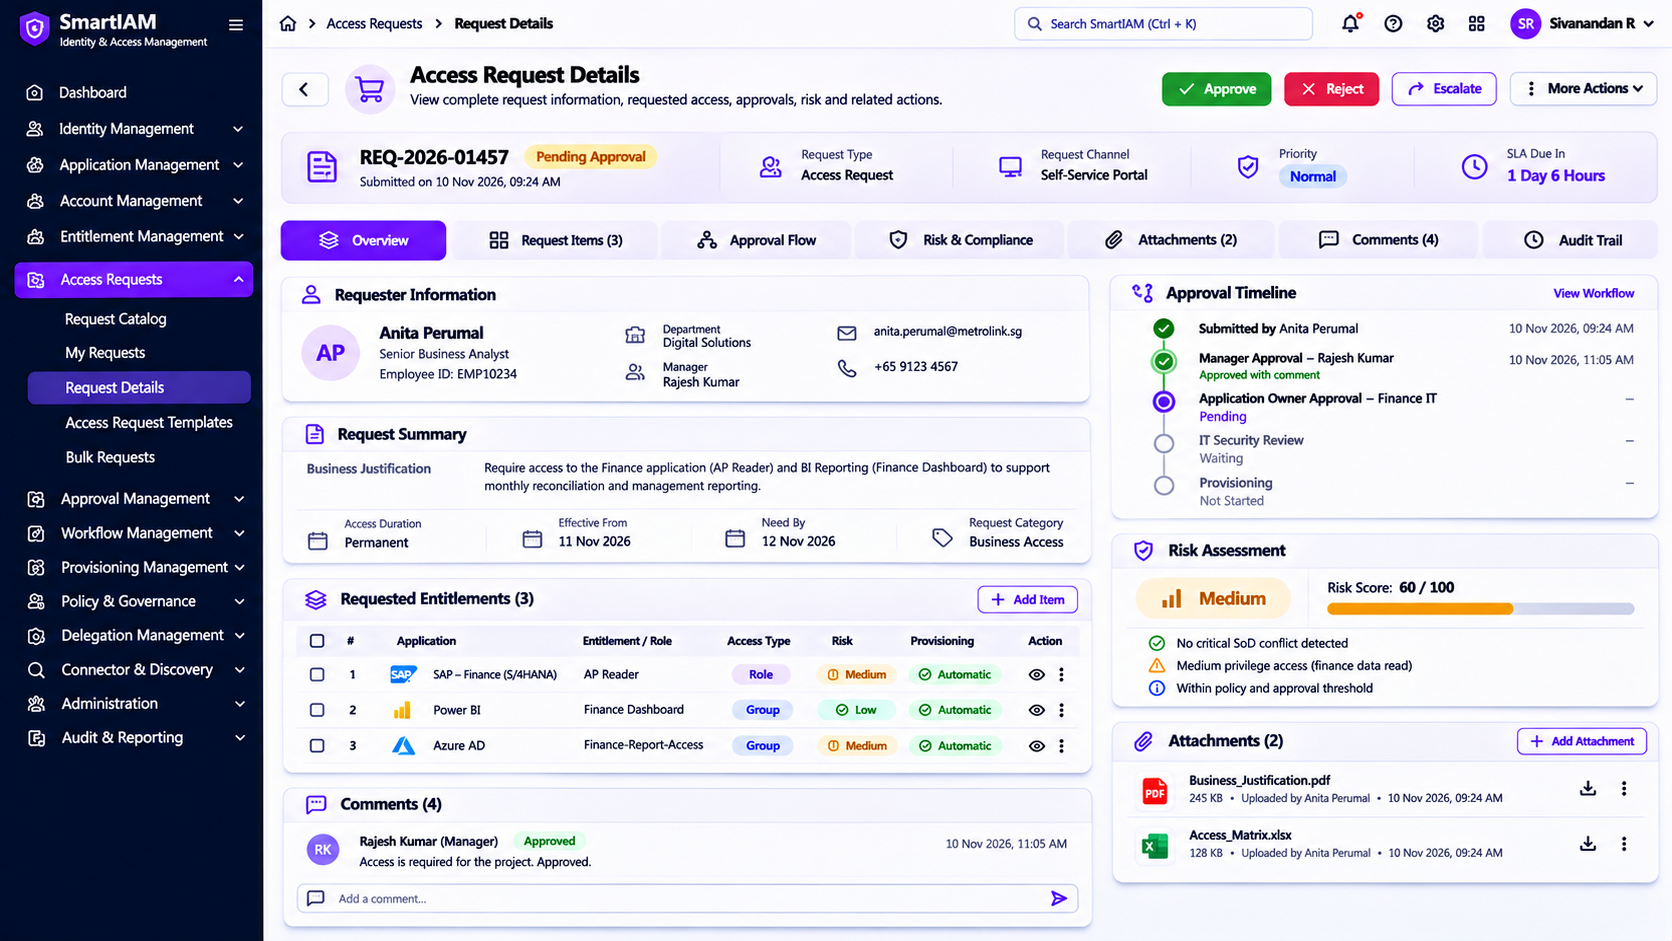 SmartIAM
Identity & Access Management
Dashboard
Identity Management
Application Management
Account Management
Entitlement Management
Access Requests
Request Catalog
My Requests
Request Details
Access Request Templates
Bulk Requests
Approval Management
Workflow Management
Provisioning Management
Policy & Governance
Delegation Management
Connector & Discovery
Administration
Audit & Reporting
Access Requests
Request Details
Search SmartIAM (Ctrl + K)
SR
Sivanandan R
Access Request Details
View complete request information, requested access, approvals, risk and related actions.
Approve
Reject
Escalate
More Actions
REQ-2026-01457
Pending Approval
Submitted on 10 Nov 2026, 09:24 AM
Request Type
Access Request
Request Channel
Self-Service Portal
Priority
Normal
SLA Due In
1 Day 6 Hours
Overview
Request Items (3)
Approval Flow
Risk & Compliance
Attachments (2)
Comments (4)
Audit Trail
Requester Information
AP
Anita Perumal
Senior Business Analyst
Employee ID: EMP10234
Department
Digital Solutions
Manager
Rajesh Kumar
anita.perumal@metrolink.sg
+65 9123 4567
Request Summary
Business Justification
Require access to the Finance application (AP Reader) and BI Reporting (Finance Dashboard) to support
monthly reconciliation and management reporting.
Access Duration
Permanent
Effective From
11 Nov 2026
Need By
12 Nov 2026
Request Category
Business Access
Requested Entitlements (3)
Add Item
# Application Entitlement / Role Access Type Risk Provisioning Action
1 SAP SAP – Finance (S/4HANA) AP Reader Role Medium Automatic
2 Power BI Finance Dashboard Group Low Automatic
3 Azure AD Finance-Report-Access Group Medium Automatic
Comments (4)
RK
Rajesh Kumar (Manager)
Approved
10 Nov 2026, 11:05 AM
Access is required for the project. Approved.
Add a comment...
Approval Timeline
View Workflow
Submitted by Anita Perumal
10 Nov 2026, 09:24 AM
Manager Approval – Rajesh Kumar
10 Nov 2026, 11:05 AM
Approved with comment
Application Owner Approval – Finance IT
–
Pending
IT Security Review
–
Waiting
Provisioning
–
Not Started
Risk Assessment
Medium
Risk Score: 60 / 100
No critical SoD conflict detected
Medium privilege access (finance data read)
Within policy and approval threshold
Attachments (2)
Add Attachment
PDF
Business_Justification.pdf
245 KB • Uploaded by Anita Perumal • 10 Nov 2026, 09:24 AM
X
Access_Matrix.xlsx
128 KB • Uploaded by Anita Perumal • 10 Nov 2026, 09:24 AM